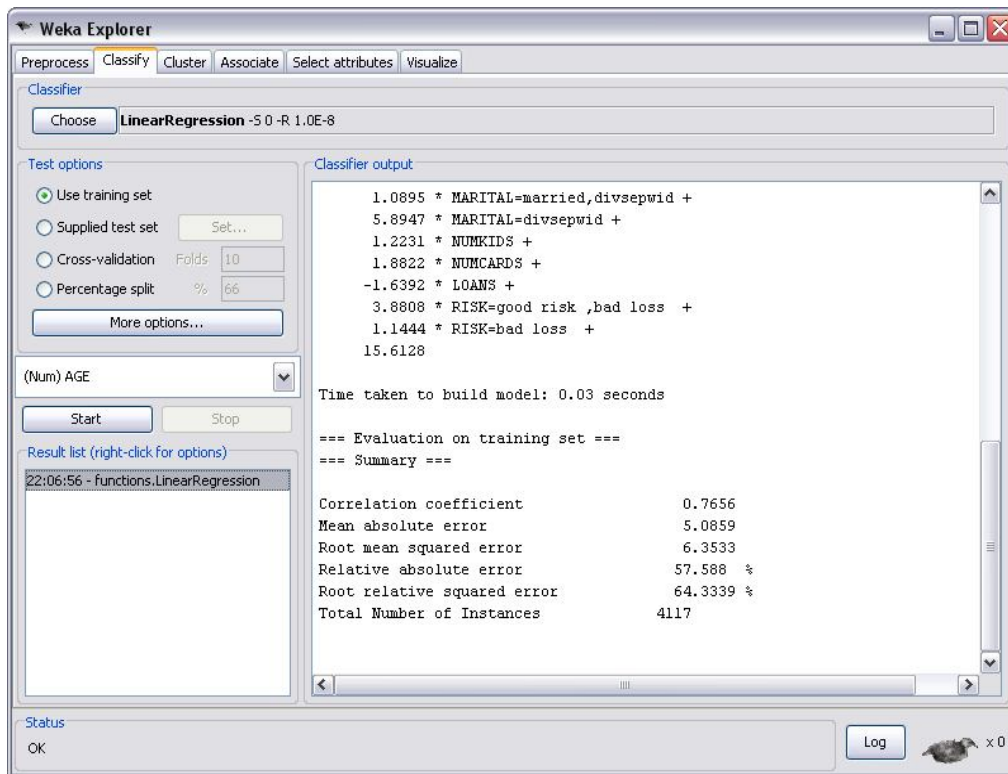 Weka Explorer
Preprocess Classify Cluster Associate Select attributes Visualize
Classifier
Choose LinearRegression -S 0 -R 1.0E-8
Test options
Use training set
Supplied test set Set...
Cross-validation Folds 10
Percentage split % 66
More options...
(Num) AGE
Start Stop
Result list (right-click for options)
22:06:56 - functions.LinearRegression
Classifier output
1.0895 * MARITAL=married,divsepwid +
5.8947 * MARITAL=divsepwid +
1.2231 * NUMKIDS +
1.8822 * NUMCARDS +
-1.6392 * LOANS +
3.8808 * RISK=good risk ,bad loss +
1.1444 * RISK=bad loss +
15.6128
Time taken to build model: 0.03 seconds
=== Evaluation on training set ===
=== Summary ===
Correlation coefficient 0.7656
Mean absolute error 5.0859
Root mean squared error 6.3533
Relative absolute error 57.588 %
Root relative squared error 64.3339 %
Total Number of Instances 4117
Status
OK
Log
x 0